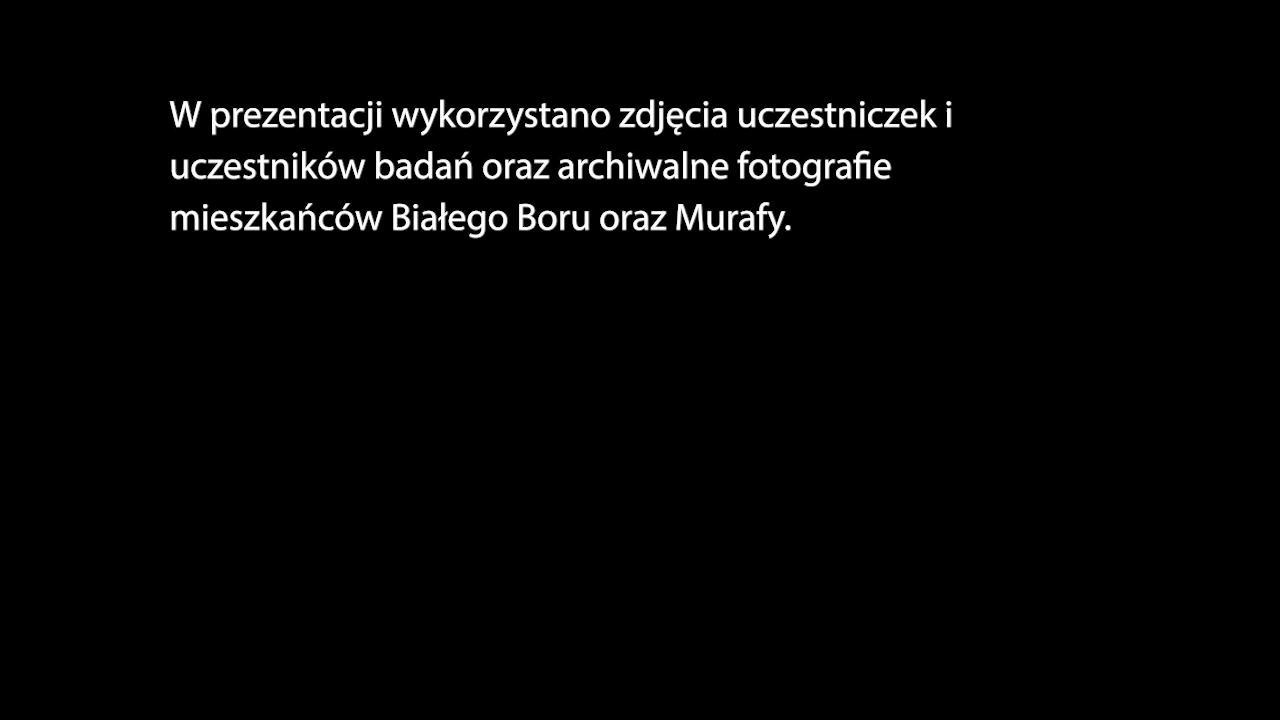 W prezentacji wykorzystano zdjęcia uczestniczek i
uczestników badań oraz archiwalne fotografie
mieszkańców Białego Boru oraz Murafy.